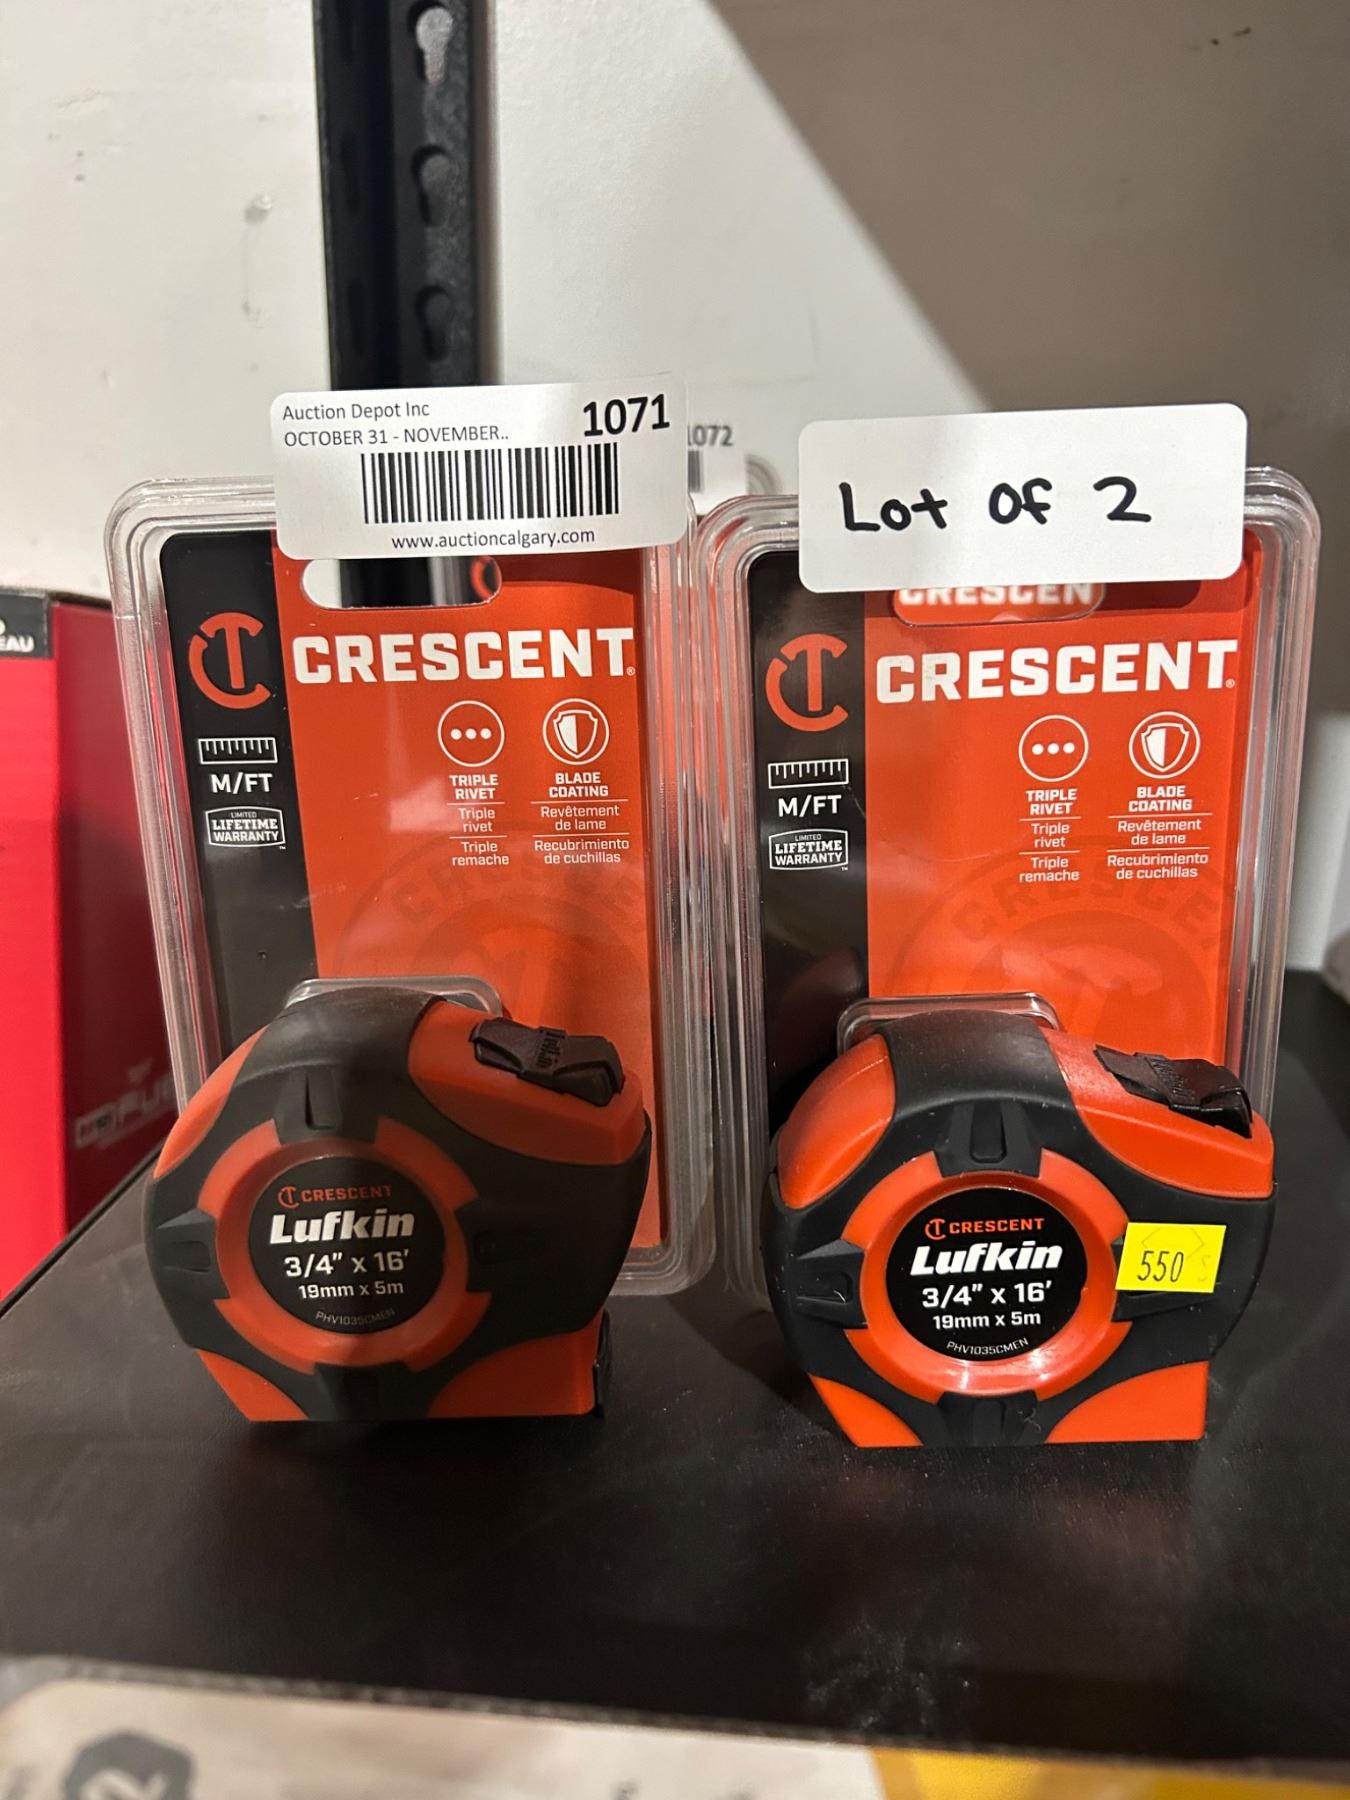 Auction Depot Inc
OCTOBER 31 - NOVEMBER..
1071
www.auctioncalgary.com
1072
Lot Of 2
CRESCENT®
M/FT
LIMITED
LIFETIME
WARRANTY™
TRIPLE
RIVET
Triple
rivet
Triple
remache
BLADE
COATING
Revêtement
de lame
Recubrimiento
de cuchillas
CRESCENT
Lufkin
3/4" x 16'
19mm x 5m
PHV1035CMEN
CRESCEN
CRESCENT®
M/FT
LIMITED
LIFETIME
WARRANTY™
TRIPLE
RIVET
Triple
rivet
Triple
remache
BLADE
COATING
Revêtement
de lame
Recubrimiento
de cuchillas
CRESCENT
Lufkin
3/4" x 16'
19mm x 5m
PHV1035CMEN
550 S
EAU